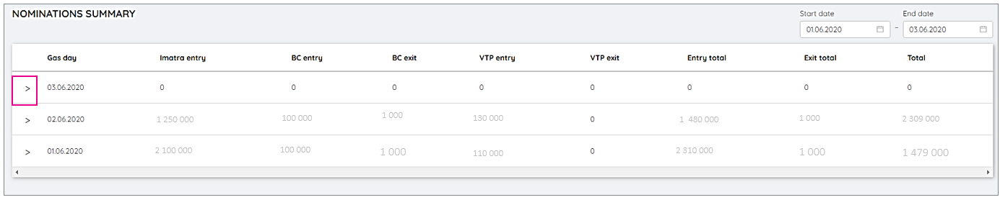 NOMINATIONS SUMMARY
Start date End date
01.06.2020 - 03.06.2020
Gas day Imatra entry BC entry BC exit VTP entry VTP exit Entry total Exit total Total
> 03.06.2020 0 0 0 0 0 0 0 0
> 02.06.2020 1 250 000 100 000 1 000 130 000 0 1 480 000 1 000 2 309 000
> 01.06.2020 2 100 000 100 000 1 000 110 000 0 2 310 000 1 000 1 479 000